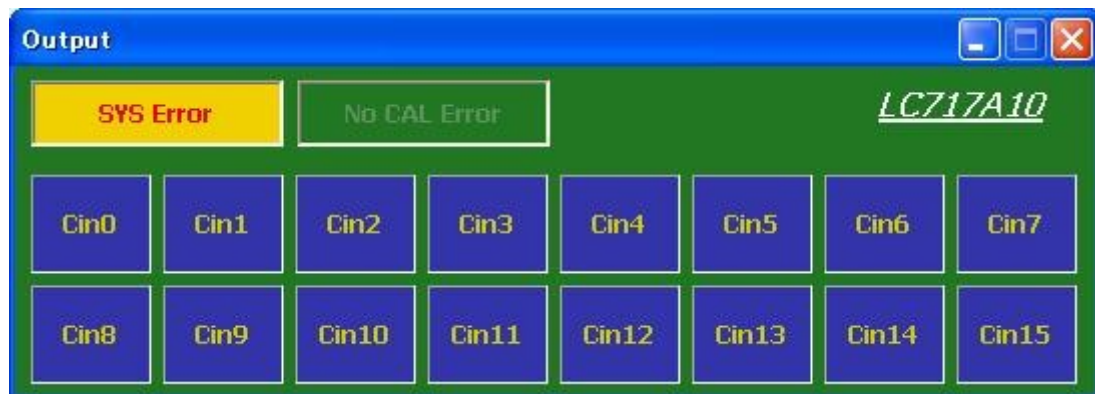 Output
SYS Error No CAL Error LC717A10
Cin0 Cin1 Cin2 Cin3 Cin4 Cin5 Cin6 Cin7
Cin8 Cin9 Cin10 Cin11 Cin12 Cin13 Cin14 Cin15